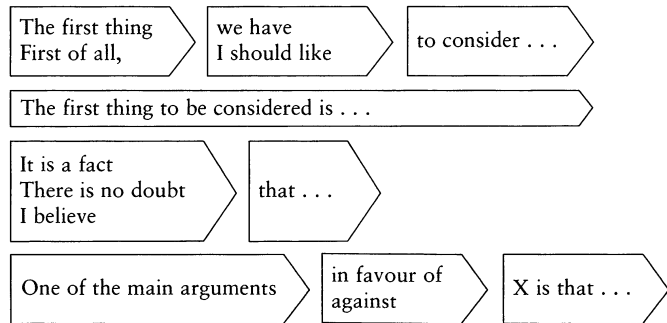 The first thing
First of all,
we have
I should like
to consider . . .
The first thing to be considered is . . .
It is a fact
There is no doubt
I believe
that . . .
One of the main arguments
in favour of
against
X is that . . .